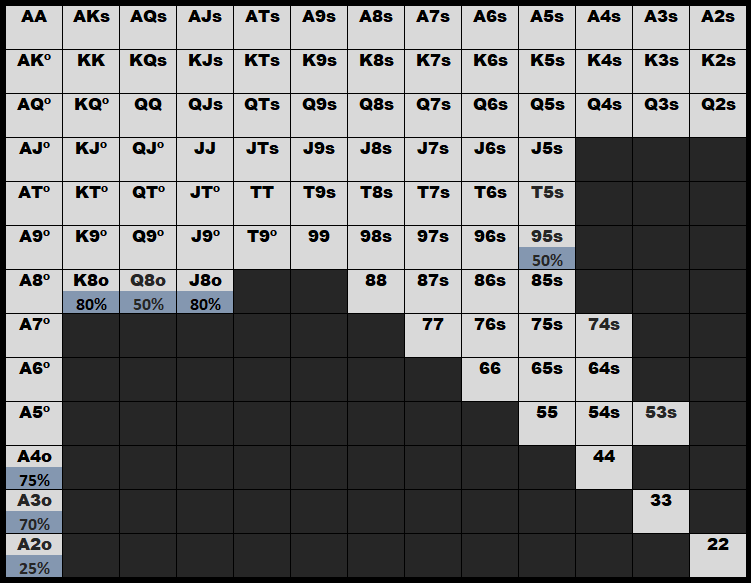 AA AKs AQs AJs ATs A9s A8s A7s A6s A5s A4s A3s A2s
AKº KK KQs KJs KTs K9s K8s K7s K6s K5s K4s K3s K2s
AQº KQº QQ QJs QTs Q9s Q8s Q7s Q6s Q5s Q4s Q3s Q2s
AJº KJº QJº JJ JTs J9s J8s J7s J6s J5s
ATº KTº QTº JTº TT T9s T8s T7s T6s T5s
A9º K9º Q9º J9º T9º 99 98s 97s 96s 95s
50%
A8º K8o Q8o J8o 88 87s 86s 85s
80% 50% 80%
A7º 77 76s 75s 74s
A6º 66 65s 64s
A5º 55 54s 53s
A4o 44
75%
A3o 33
70%
A2o 22
25%